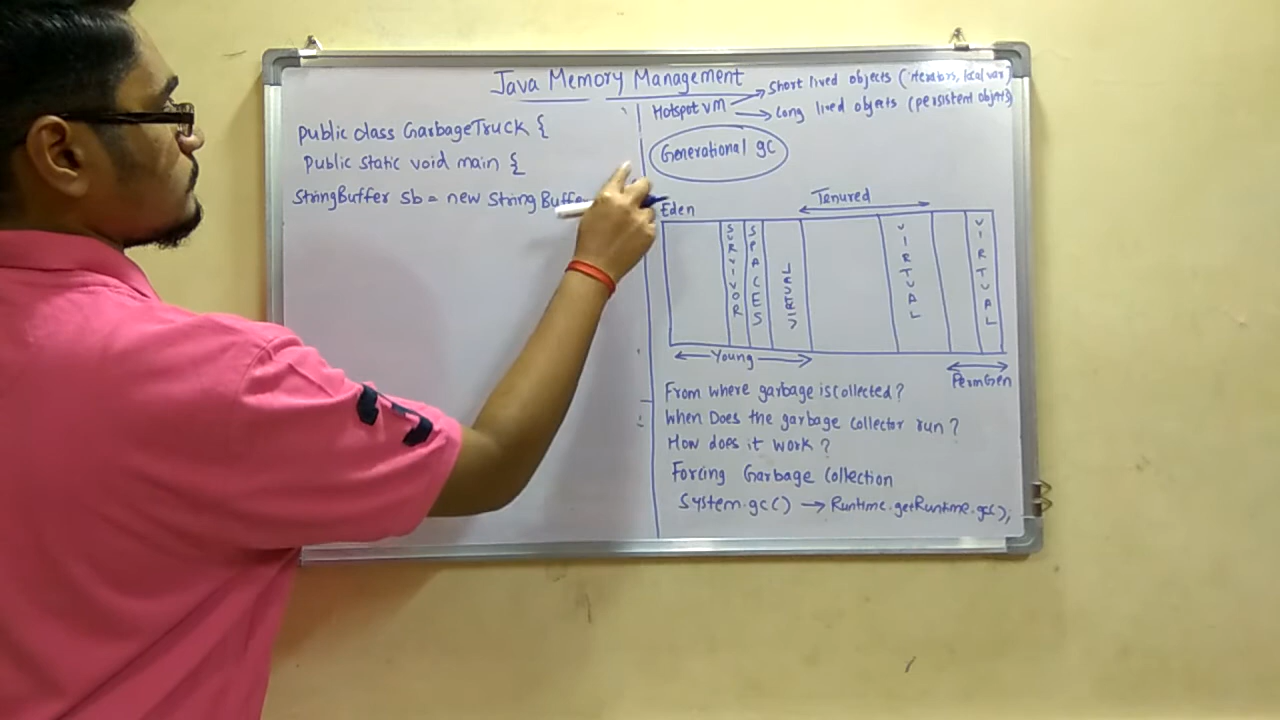 Java Memory Management
public class GarbageTruck {
public static void main {
StringBuffer sb = new StringBuffe
Hotspot VM
Short lived objects (iterators, local var)
Long lived objects (persistent objects)
Generational gc
Eden
Tenured
SURVIVOR
SPACES
VIRTUAL
VIRTUAL
VIRTUAL
Young
PermGen
From where garbage is collected?
When Does the garbage collector run?
How does it work?
Forcing Garbage Collection
System.gc() → Runtime.getRuntime.gc();